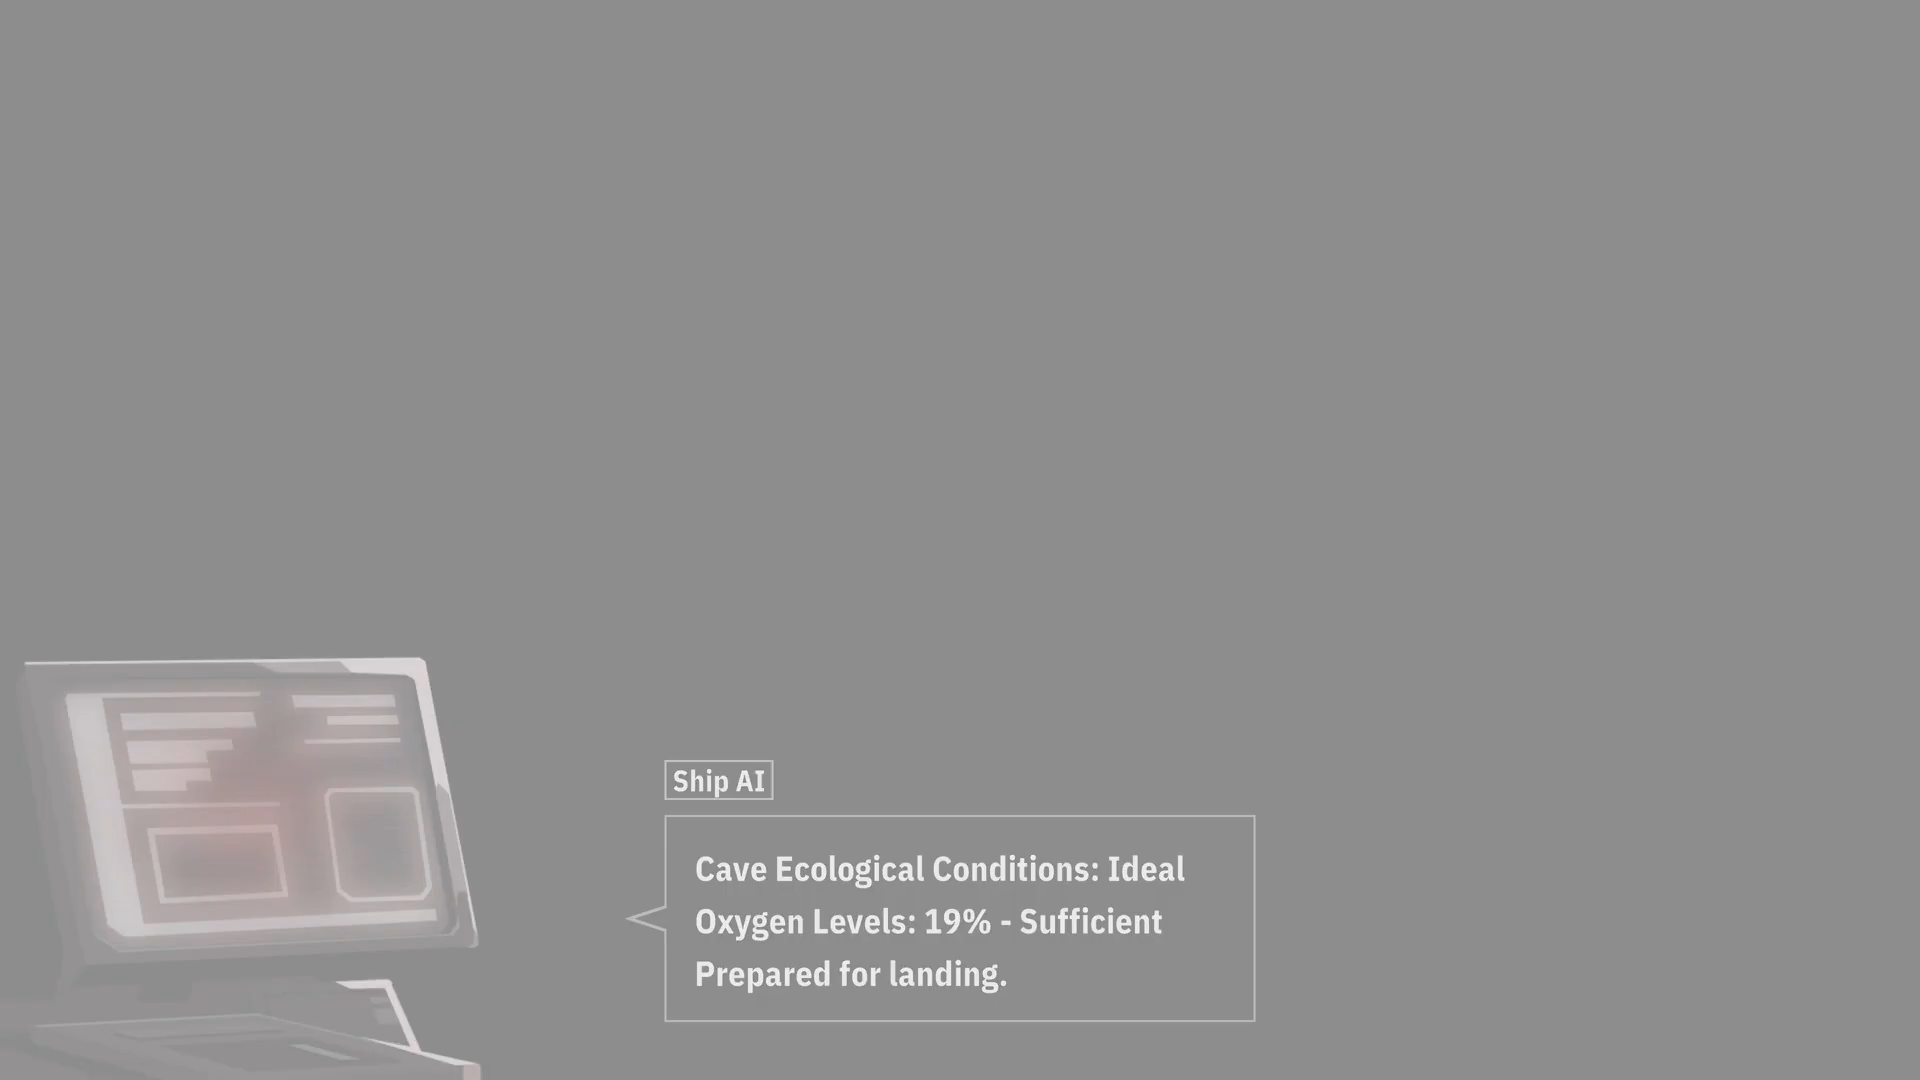 Ship AI
Cave Ecological Conditions: Ideal
Oxygen Levels: 19% - Sufficient
Prepared for landing.